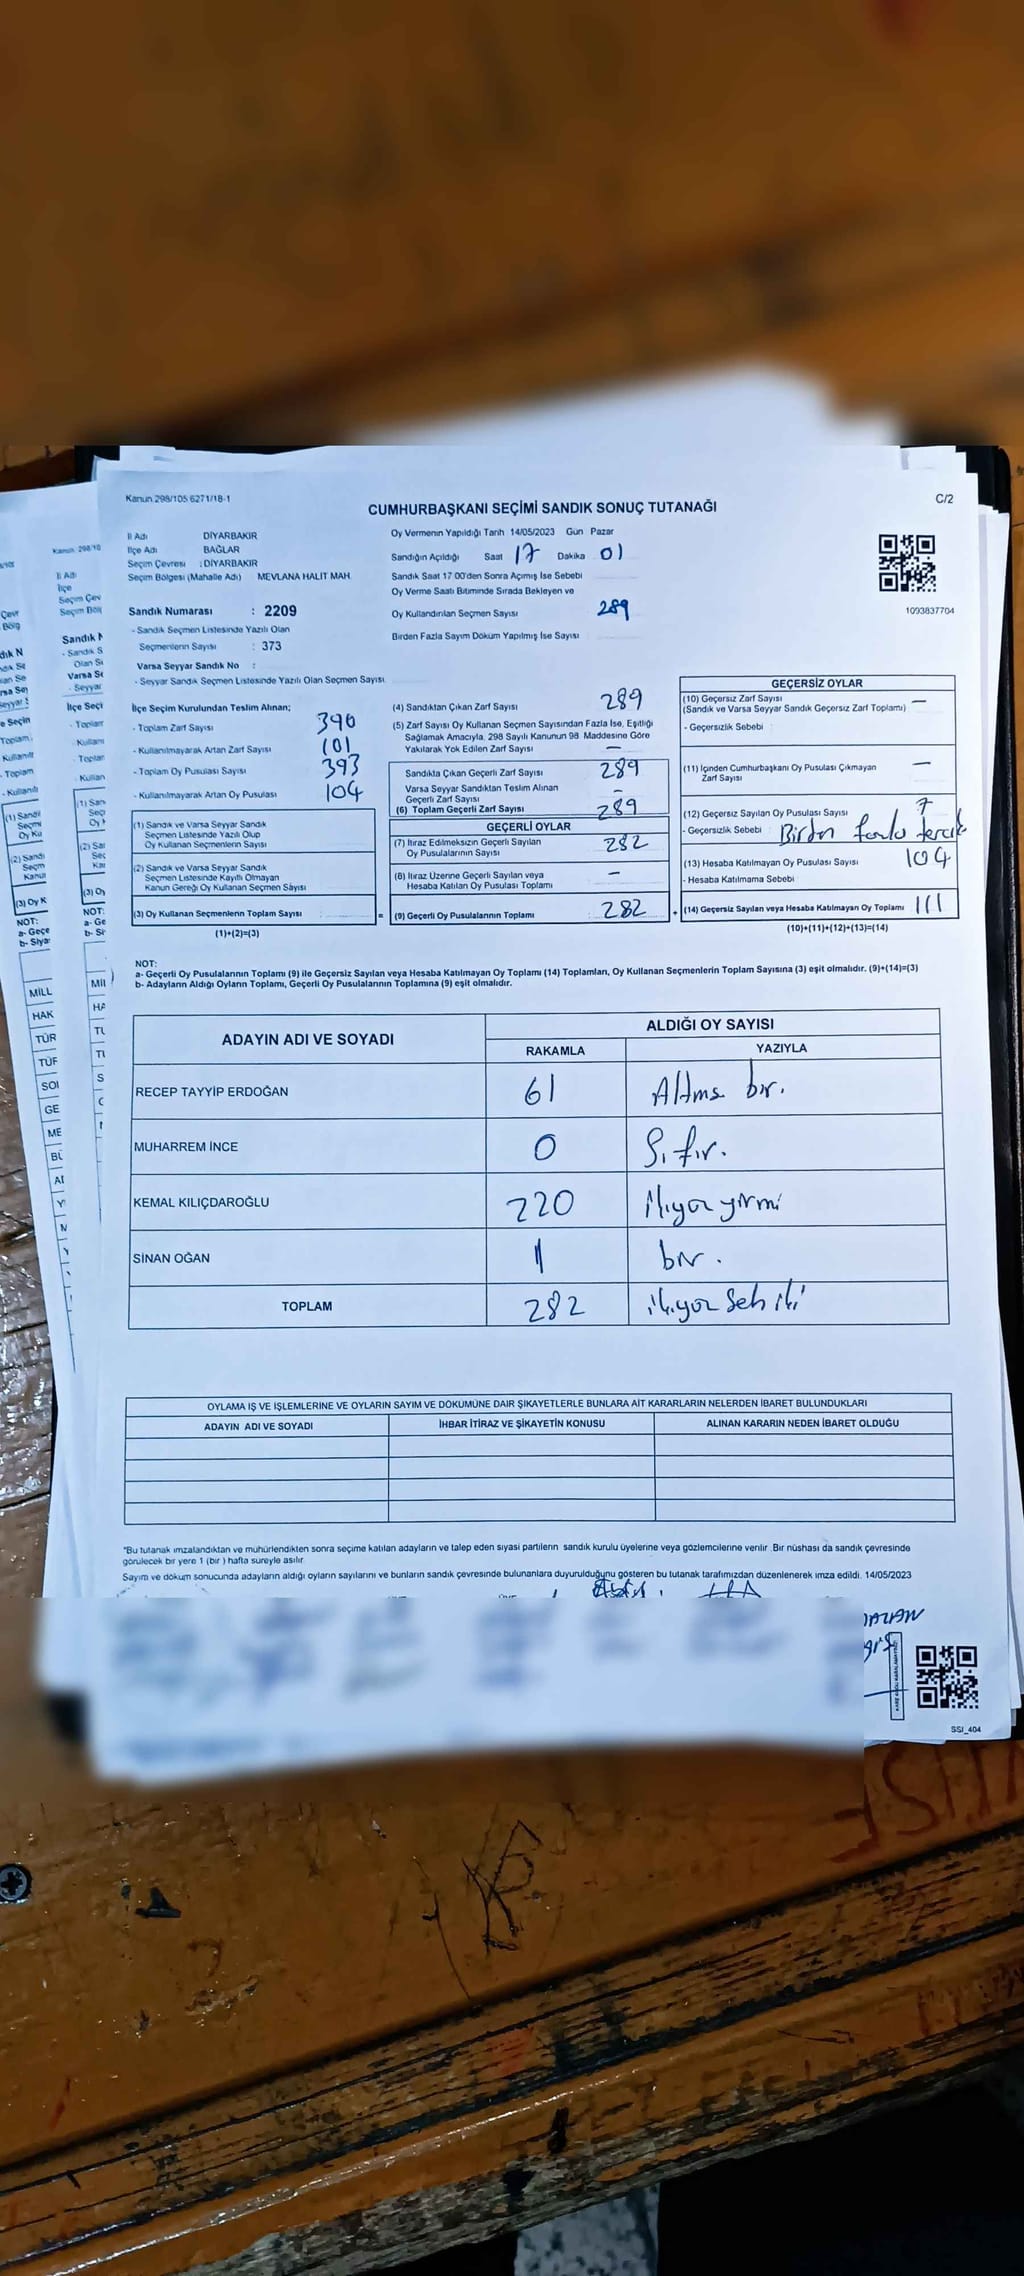 Kanun 298/105 6271/18-1
C/2
CUMHURBAŞKANI SEÇİMİ SANDIK SONUÇ TUTANAĞI
İl Adı DİYARBAKIR
İlçe Adı BAĞLAR
Seçim Çevresi : DİYARBAKIR
Seçim Bölgesi (Mahalle Adı) MEVLANA HALİT MAH.
Sandık Numarası : 2209
- Sandık Seçmen Listesinde Yazılı Olan
Seçmenlerin Sayısı : 373
Varsa Seyyar Sandık No :
- Seyyar Sandık Seçmen Listesinde Yazılı Olan Seçmen Sayısı
Oy Vermenin Yapıldığı Tarih 14/05/2023 Gün Pazar
Sandığın Açıldığı Saat 17 Dakika 01
Sandık Saat 17 00'den Sonra Açılmış İse Sebebi
Oy Verme Saati Bitiminde Sırada Bekleyen ve
Oy Kullandırılan Seçmen Sayısı 289
Birden Fazla Sayım Döküm Yapılmış İse Sayısı
1093837704
İlçe Seçim Kurulundan Teslim Alınan;
- Toplam Zarf Sayısı 390
- Kullanılmayarak Artan Zarf Sayısı 101
- Toplam Oy Pusulası Sayısı 393
- Kullanılmayarak Artan Oy Pusulası 104
(1) Sandık ve Varsa Seyyar Sandık
Seçmen Listesinde Yazılı Olup
Oy Kullanan Seçmenlerin Sayısı
(2) Sandık ve Varsa Seyyar Sandık
Seçmen Listesinde Kayıtlı Olmayan
Kanun Gereği Oy Kullanan Seçmen Sayısı
(3) Oy Kullanan Seçmenlerin Toplam Sayısı :
(1)+(2)=(3)
=
(4) Sandıktan Çıkan Zarf Sayısı 289
(5) Zarf Sayısı Oy Kullanan Seçmen Sayısından Fazla İse, Eşitliği
Sağlamak Amacıyla, 298 Sayılı Kanunun 98. Maddesine Göre
Yakılarak Yok Edilen Zarf Sayısı —
Sandıkta Çıkan Geçerli Zarf Sayısı 289
Varsa Seyyar Sandıktan Teslim Alınan
Geçerli Zarf Sayısı -
(6) Toplam Geçerli Zarf Sayısı 289
GEÇERLİ OYLAR
(7) İtiraz Edilmeksizin Geçerli Sayılan
Oy Pusulalarının Sayısı 282
(8) İtiraz Üzerine Geçerli Sayılan veya
Hesaba Katılan Oy Pusulası Toplamı —
(9) Geçerli Oy Pusulalarının Toplamı : 282
+
GEÇERSİZ OYLAR
(10) Geçersiz Zarf Sayısı —
(Sandık ve Varsa Seyyar Sandık Geçersiz Zarf Toplamı)
- Geçersizlik Sebebi :
(11) İçinden Cumhurbaşkanı Oy Pusulası Çıkmayan —
Zarf Sayısı
(12) Geçersiz Sayılan Oy Pusulası Sayısı 7
- Geçersizlik Sebebi : Birden fazla tercih
(13) Hesaba Katılmayan Oy Pusulası Sayısı 104
- Hesaba Katılmama Sebebi
(14) Geçersiz Sayılan veya Hesaba Katılmayan Oy Toplamı 111
(10)+(11)+(12)+(13)=(14)
NOT:
a- Geçerli Oy Pusulalarının Toplamı (9) ile Geçersiz Sayılan veya Hesaba Katılmayan Oy Toplamı (14) Toplamları, Oy Kullanan Seçmenlerin Toplam Sayısına (3) eşit olmalıdır. (9)+(14)=(3)
b- Adayların Aldığı Oyların Toplamı, Geçerli Oy Pusulalarının Toplamına (9) eşit olmalıdır.
ADAYIN ADI VE SOYADI ALDIĞI OY SAYISI
RAKAMLA YAZIYLA
RECEP TAYYİP ERDOĞAN 61 Altmş bir.
MUHARREM İNCE 0 Sıfır.
KEMAL KILIÇDAROĞLU 220 ikiyüz yirmi
SİNAN OĞAN 1 bir.
TOPLAM 282 ikiyüz seksen iki
OYLAMA İŞ VE İŞLEMLERİNE VE OYLARIN SAYIM VE DÖKÜMÜNE DAİR ŞİKAYETLERLE BUNLARA AİT KARARLARIN NELERDEN İBARET BULUNDUKLARI
ADAYIN ADI VE SOYADI İHBAR İTİRAZ VE ŞİKAYETİN KONUSU ALINAN KARARIN NEDEN İBARET OLDUĞU
*Bu tutanak imzalandıktan ve mühürlendikten sonra seçime katılan adayların ve talep eden siyasi partilerin sandık kurulu üyelerine veya gözlemcilerine verilir. Bir nüshası da sandık çevresinde
görülecek bir yere 1 (bir) hafta süreyle asılır
Sayım ve döküm sonucunda adayların aldığı oyların sayılarını ve bunların sandık çevresinde bulunanlara duyurulduğunu gösteren bu tutanak tarafımızdan düzenlenerek imza edildi. 14/05/2023
SSI_404